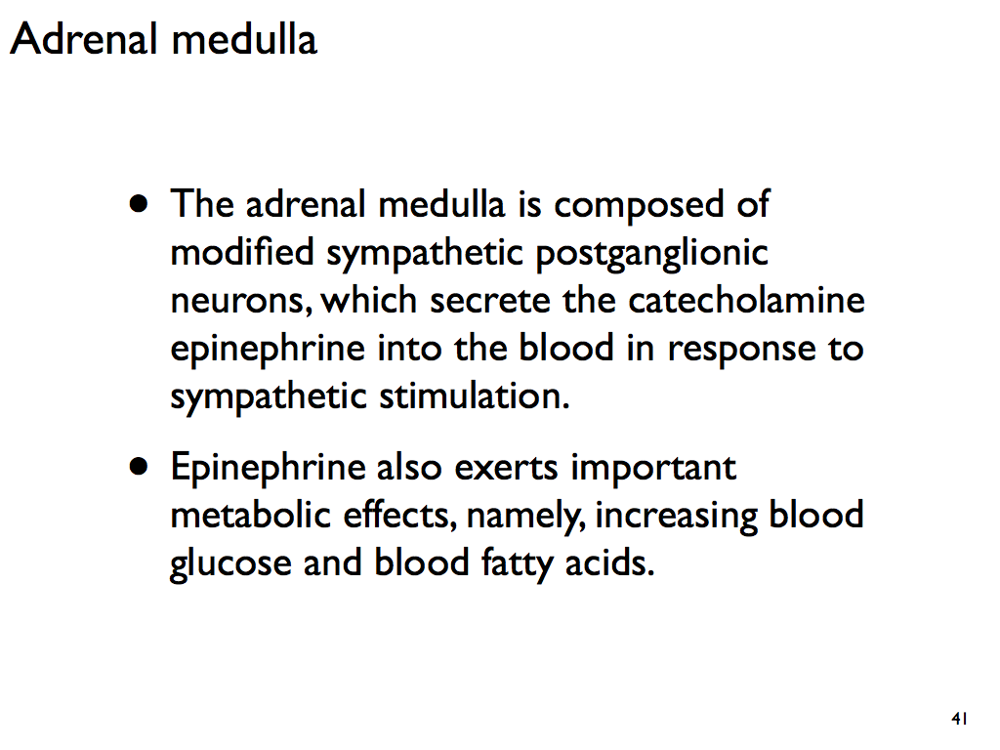 Adrenal medulla
• The adrenal medulla is composed of
modified sympathetic postganglionic
neurons, which secrete the catecholamine
epinephrine into the blood in response to
sympathetic stimulation.
• Epinephrine also exerts important
metabolic effects, namely, increasing blood
glucose and blood fatty acids.
41